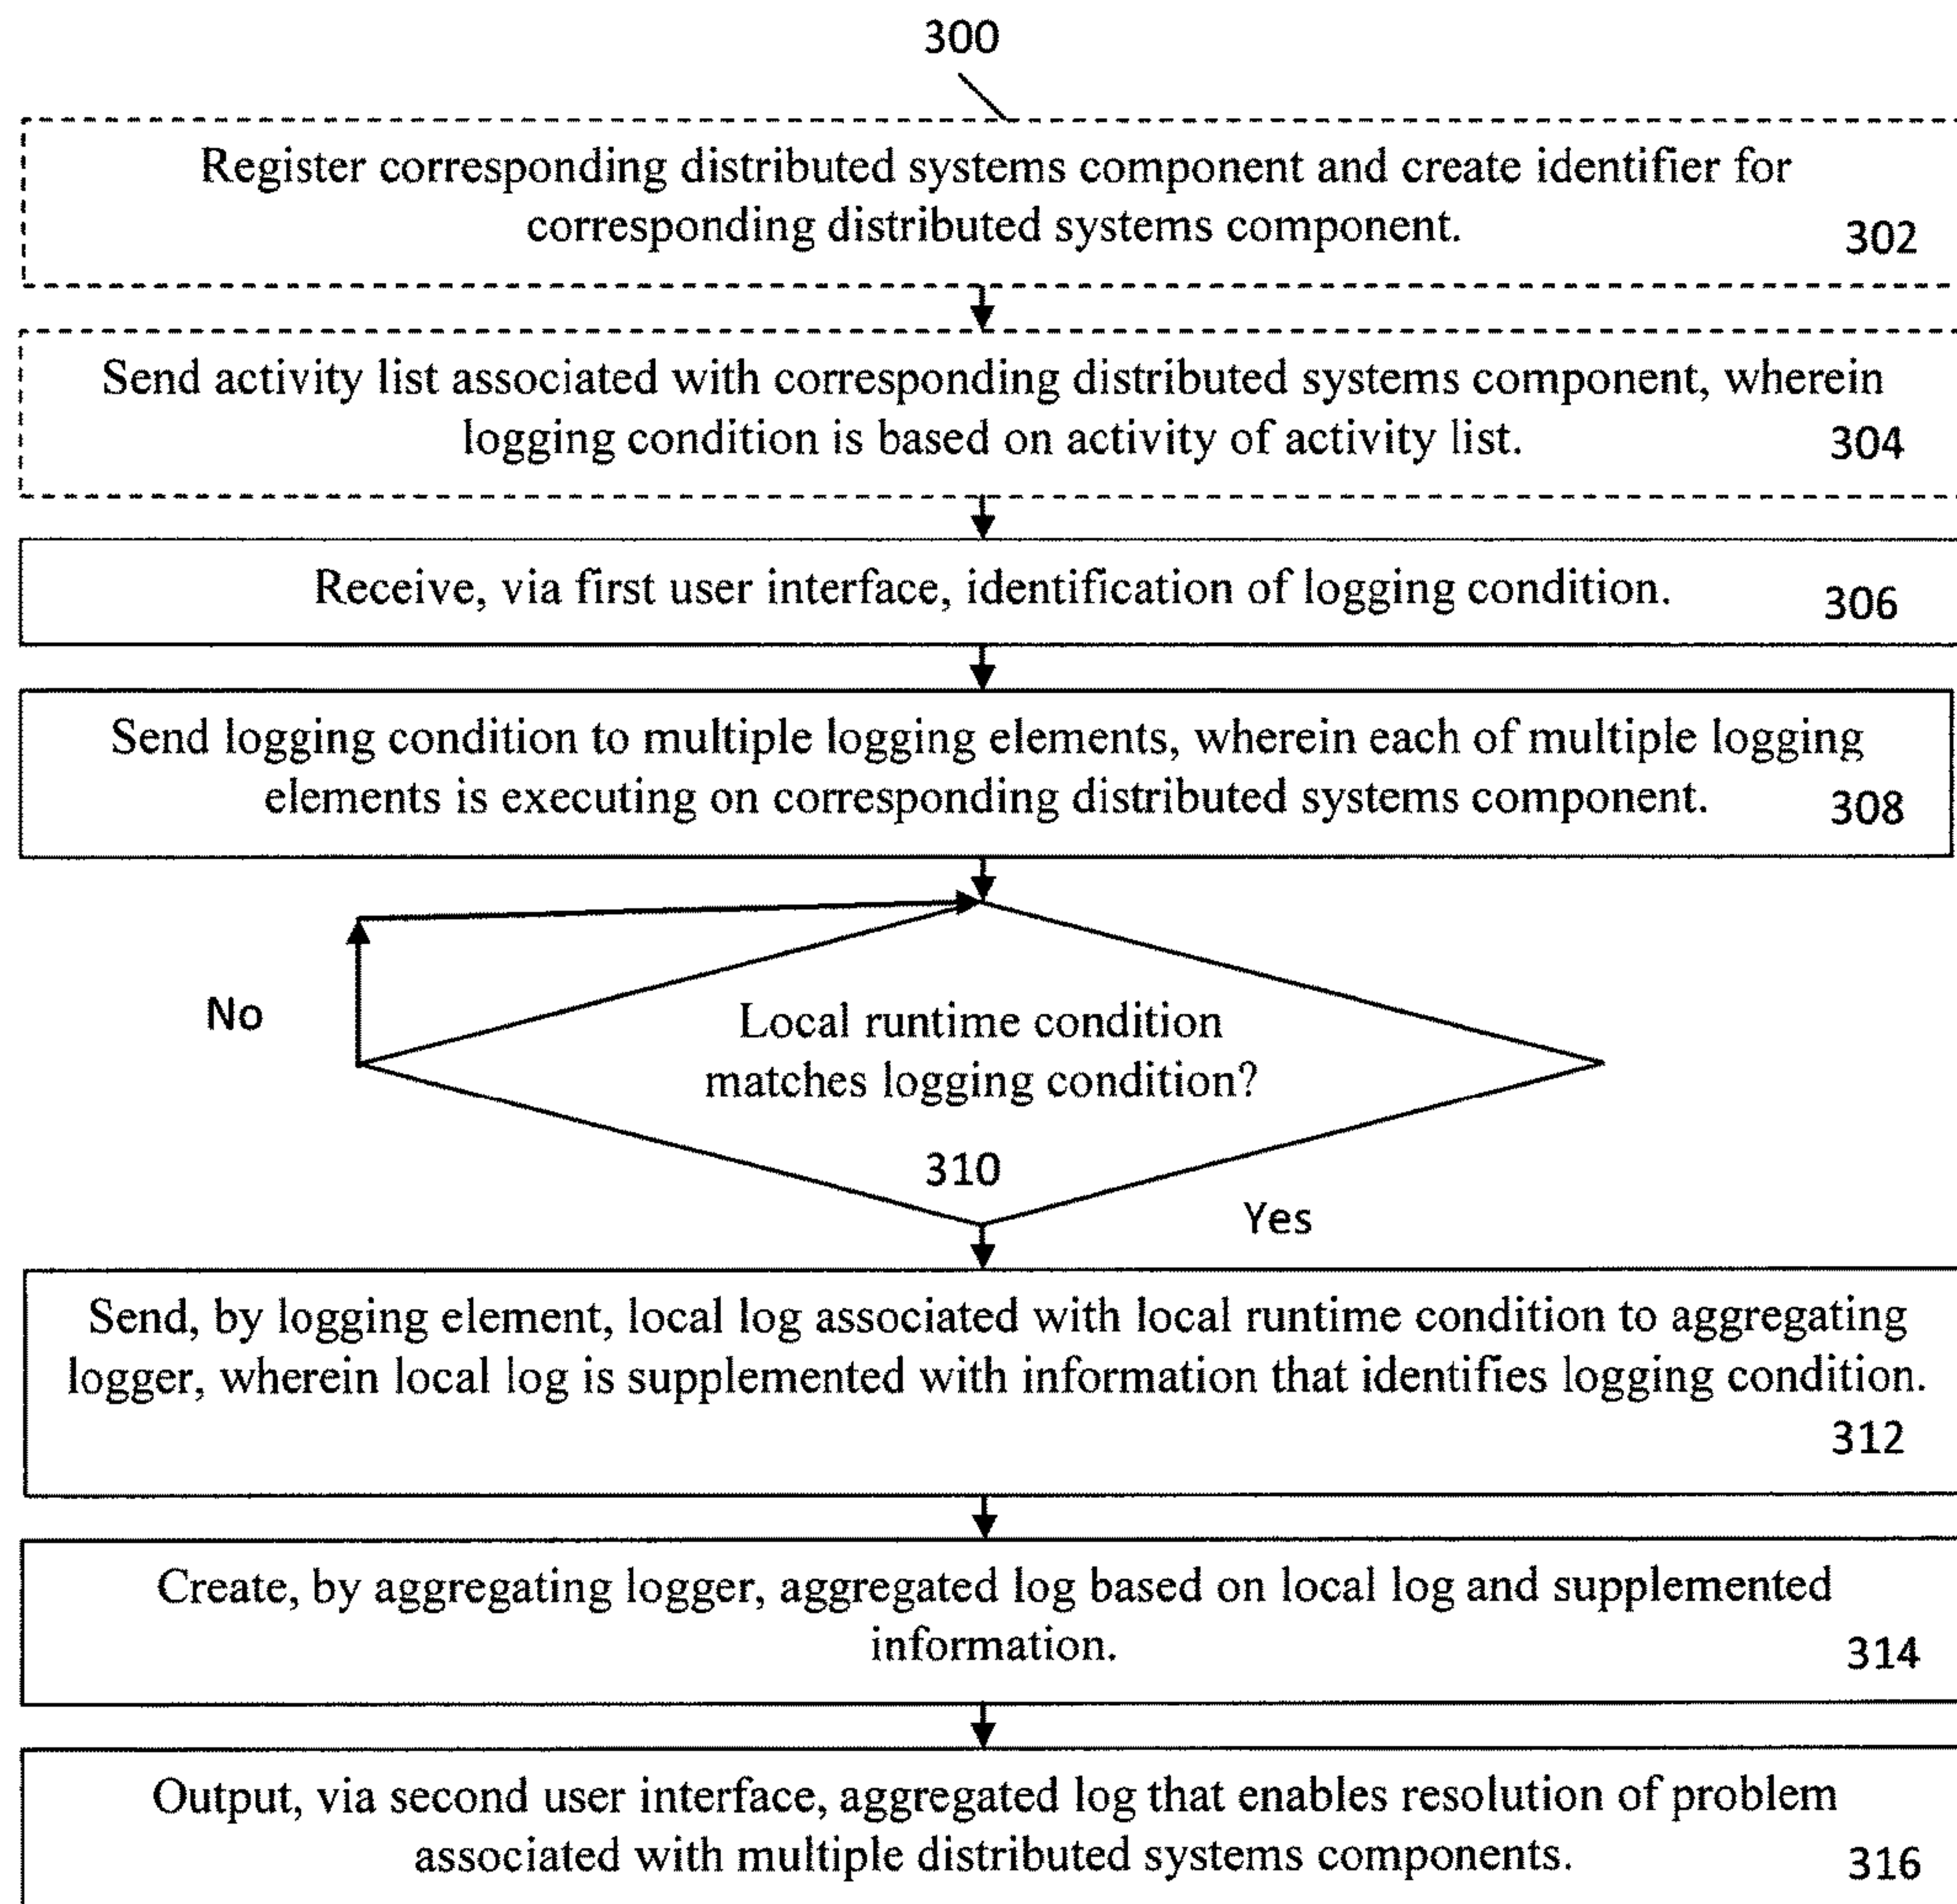 300
Register corresponding distributed systems component and create identifier for
corresponding distributed systems component.
302
Send activity list associated with corresponding distributed systems component, wherein
logging condition is based on activity of activity list.
304
Receive, via first user interface, identification of logging condition.
306
Send logging condition to multiple logging elements, wherein each of multiple logging
elements is executing on corresponding distributed systems component.
308
No
Local runtime condition
matches logging condition?
310
Yes
Send, by logging element, local log associated with local runtime condition to aggregating
logger, wherein local log is supplemented with information that identifies logging condition.
312
Create, by aggregating logger, aggregated log based on local log and supplemented
information.
314
Output, via second user interface, aggregated log that enables resolution of problem
associated with multiple distributed systems components.
316